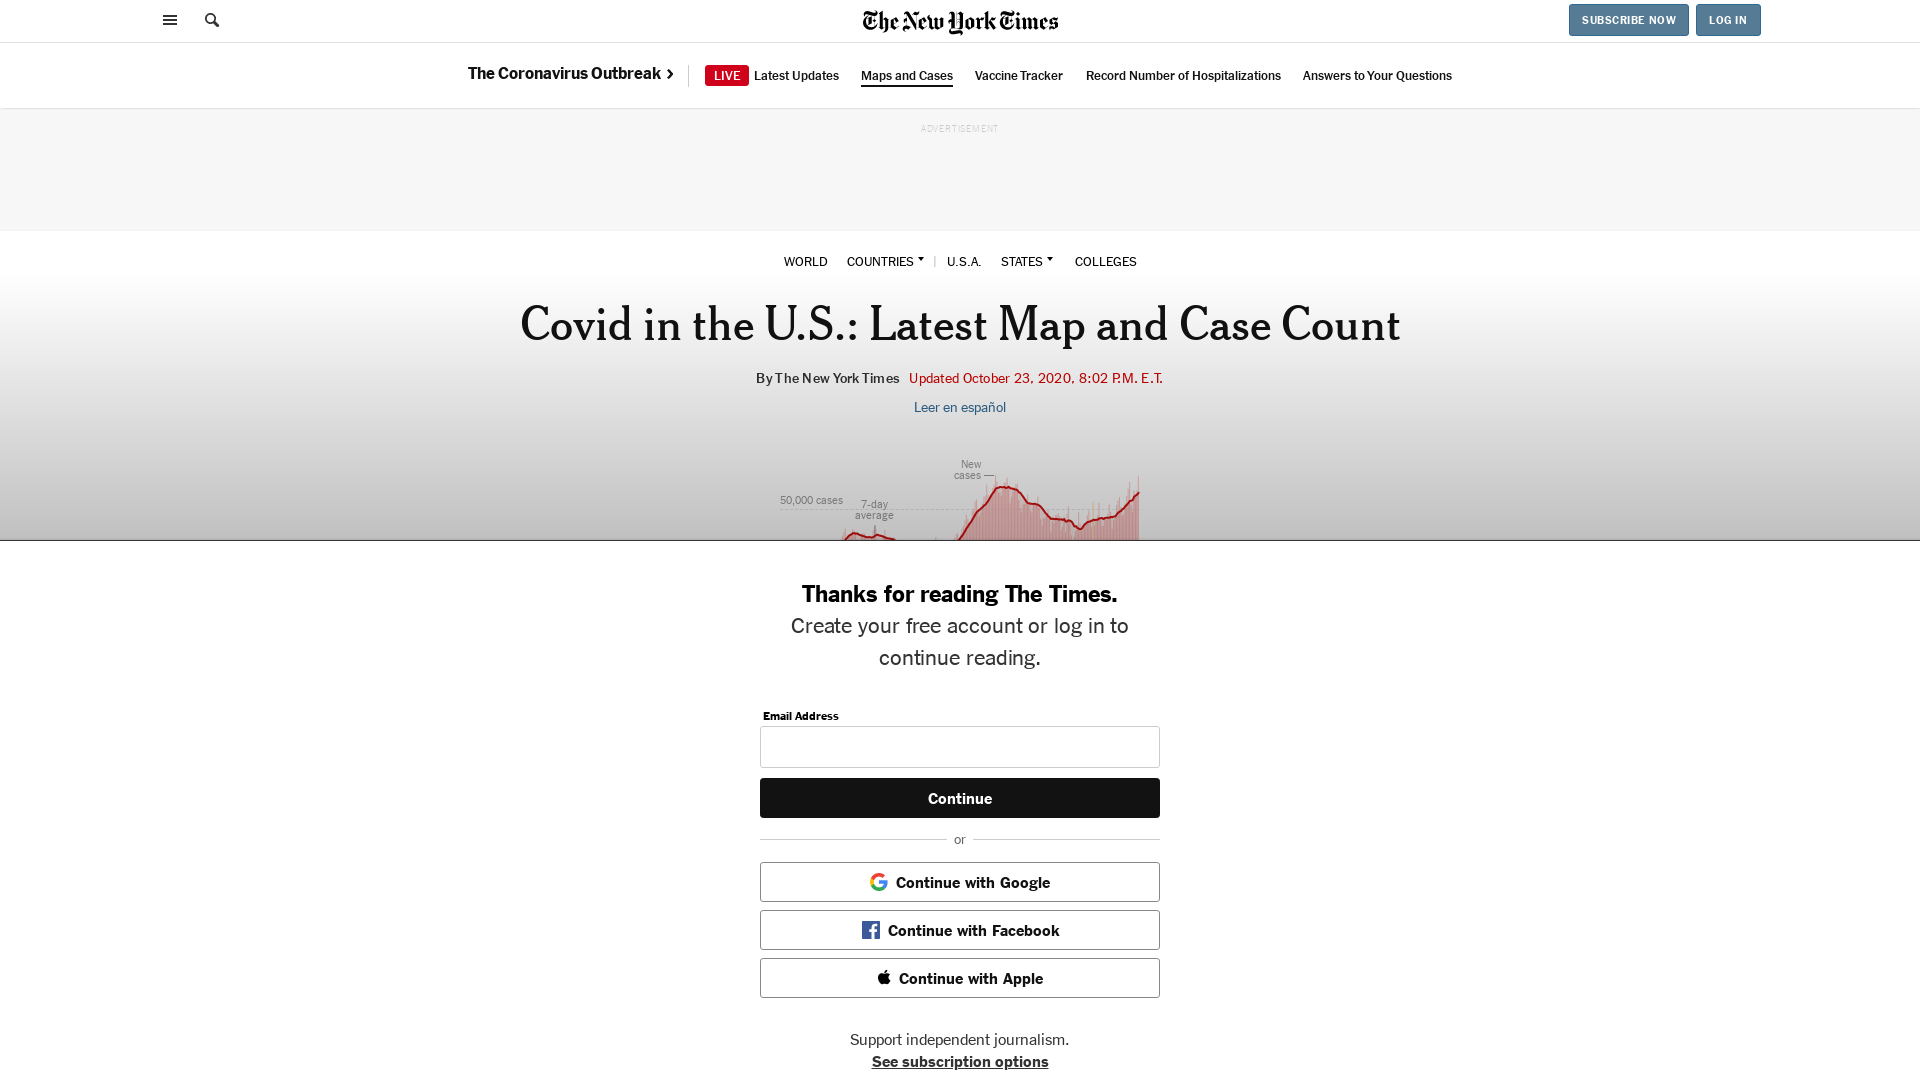 The New York Times
SUBSCRIBE NOW
LOG IN
The Coronavirus Outbreak
LIVE Latest Updates
Maps and Cases
Vaccine Tracker
Record Number of Hospitalizations
Answers to Your Questions
ADVERTISEMENT
WORLD
COUNTRIES
U.S.A.
STATES
COLLEGES
Covid in the U.S.: Latest Map and Case Count
By The New York Times Updated October 23, 2020, 8:02 P.M. E.T.
Leer en español
New
cases
50,000 cases
7-day
average
Thanks for reading The Times.
Create your free account or log in to
continue reading.
Email Address
Continue
or
Continue with Google
Continue with Facebook
Continue with Apple
Support independent journalism.
See subscription options